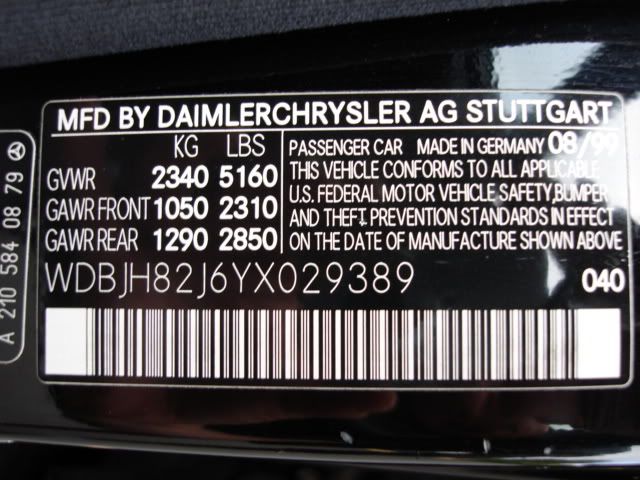 MFD BY DAIMLERCHRYSLER AG STUTTGART
KG LBS
GVWR 2340 5160
GAWR FRONT 1050 2310
GAWR REAR 1290 2850
PASSENGER CAR MADE IN GERMANY 08/99
THIS VEHICLE CONFORMS TO ALL APPLICABLE
U.S. FEDERAL MOTOR VEHICLE SAFETY, BUMPER
AND THEFT PREVENTION STANDARDS IN EFFECT
ON THE DATE OF MANUFACTURE SHOWN ABOVE
WDBJH82J6YX029389 040
A 210 584 08 79